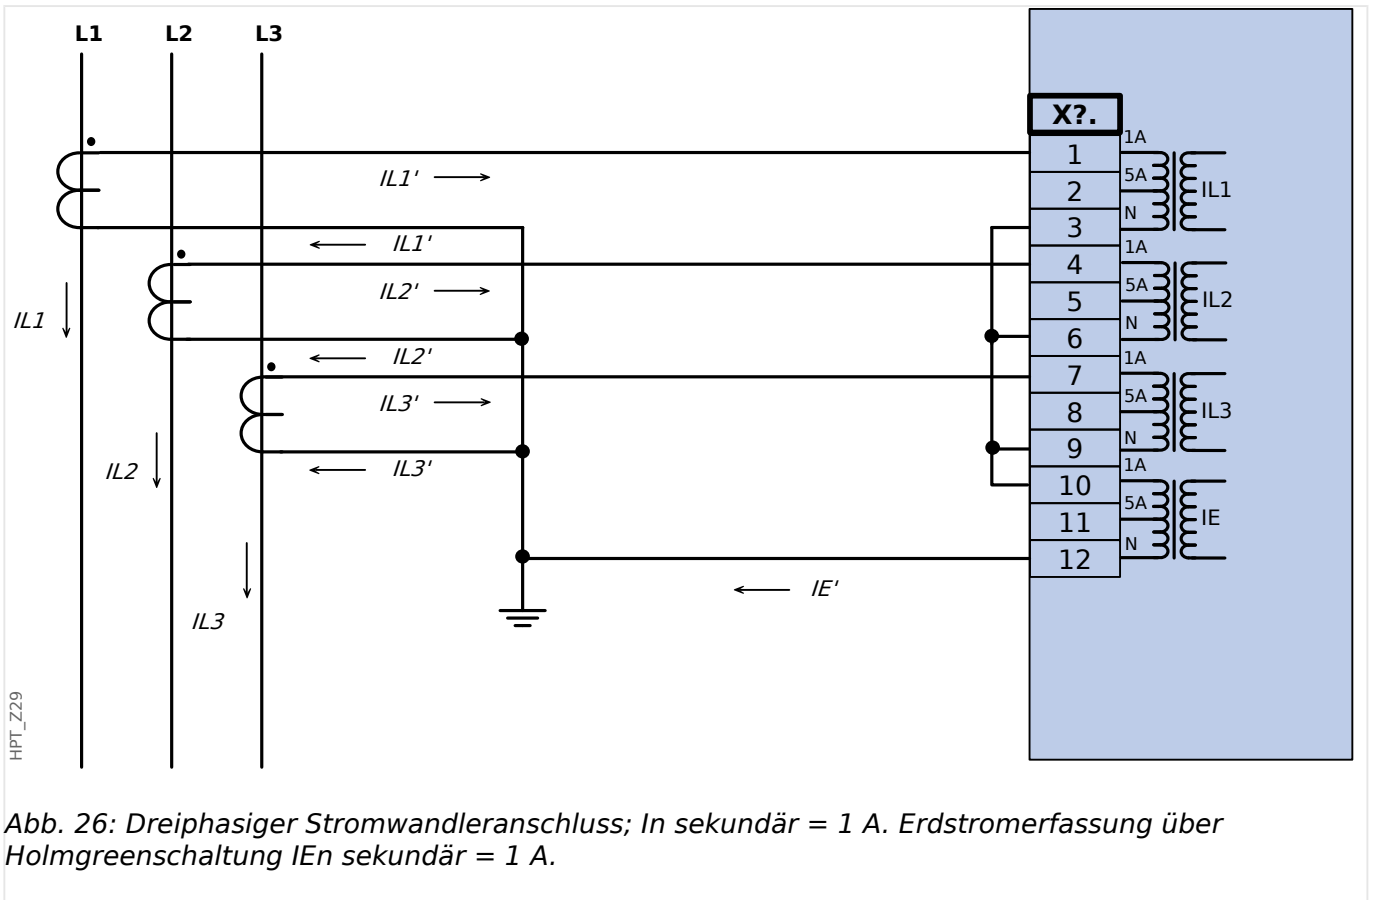 L1 L2 L3
X?.
1A
1
5A
2
IL1
N
3
1A
4
5A
5
IL2
N
6
1A
7
5A
8
IL3
N
9
1A
10
5A
11
IE
N
12
IL1'
IL1'
IL2'
IL2'
IL3'
IL3'
IE'
IL1
IL2
IL3
HPT_Z29
Abb. 26: Dreiphasiger Stromwandleranschluss; In sekundär = 1 A. Erdstromerfassung über
Holmgreenschaltung IEn sekundär = 1 A.